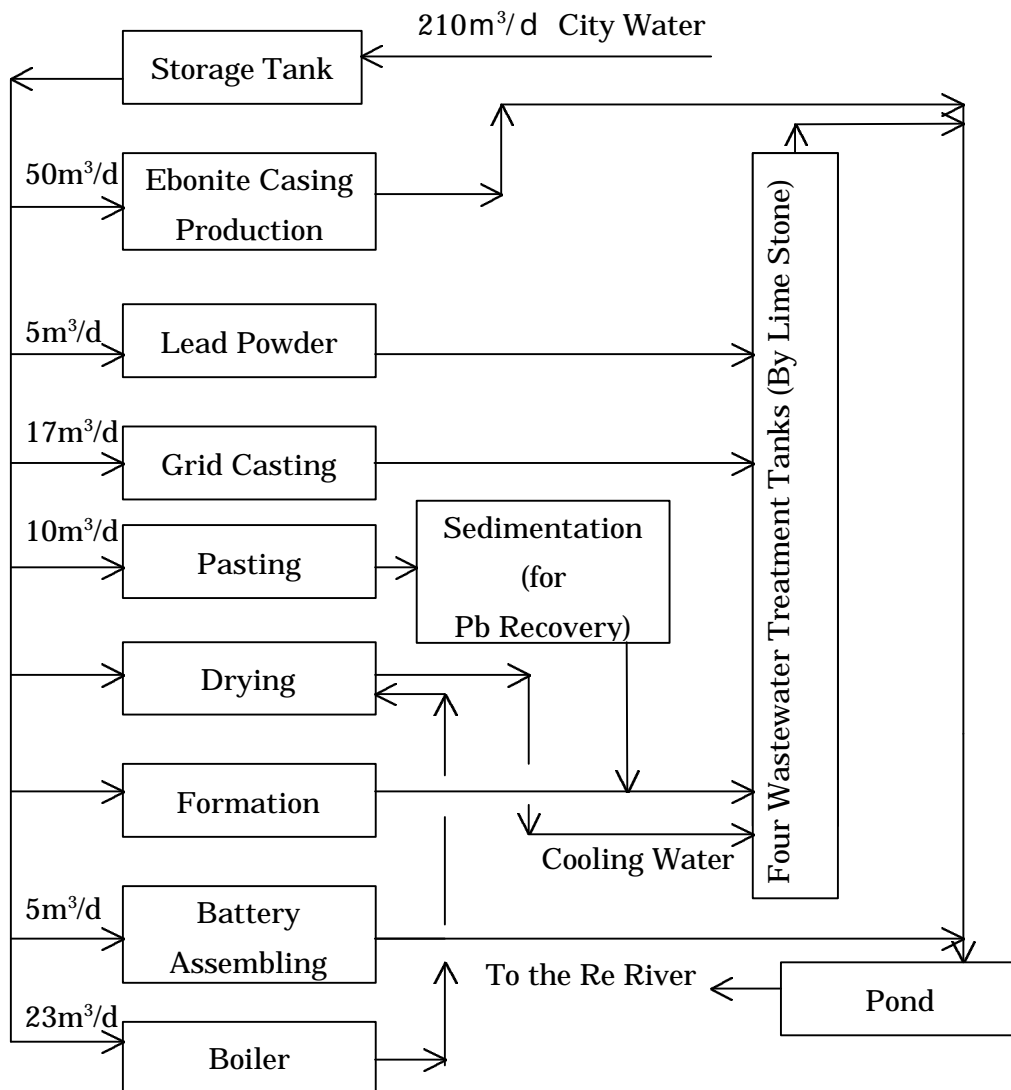 210m³/d City Water
Storage Tank
50m³/d
Ebonite Casing
Production
5m³/d
Lead Powder
17m³/d
Grid Casting
10m³/d
Pasting
Sedimentation
(for
Pb Recovery)
Drying
Formation
Cooling Water
Four Wastewater Treatment Tanks (By Lime Stone)
5m³/d
Battery
Assembling
To the Re River
Pond
23m³/d
Boiler